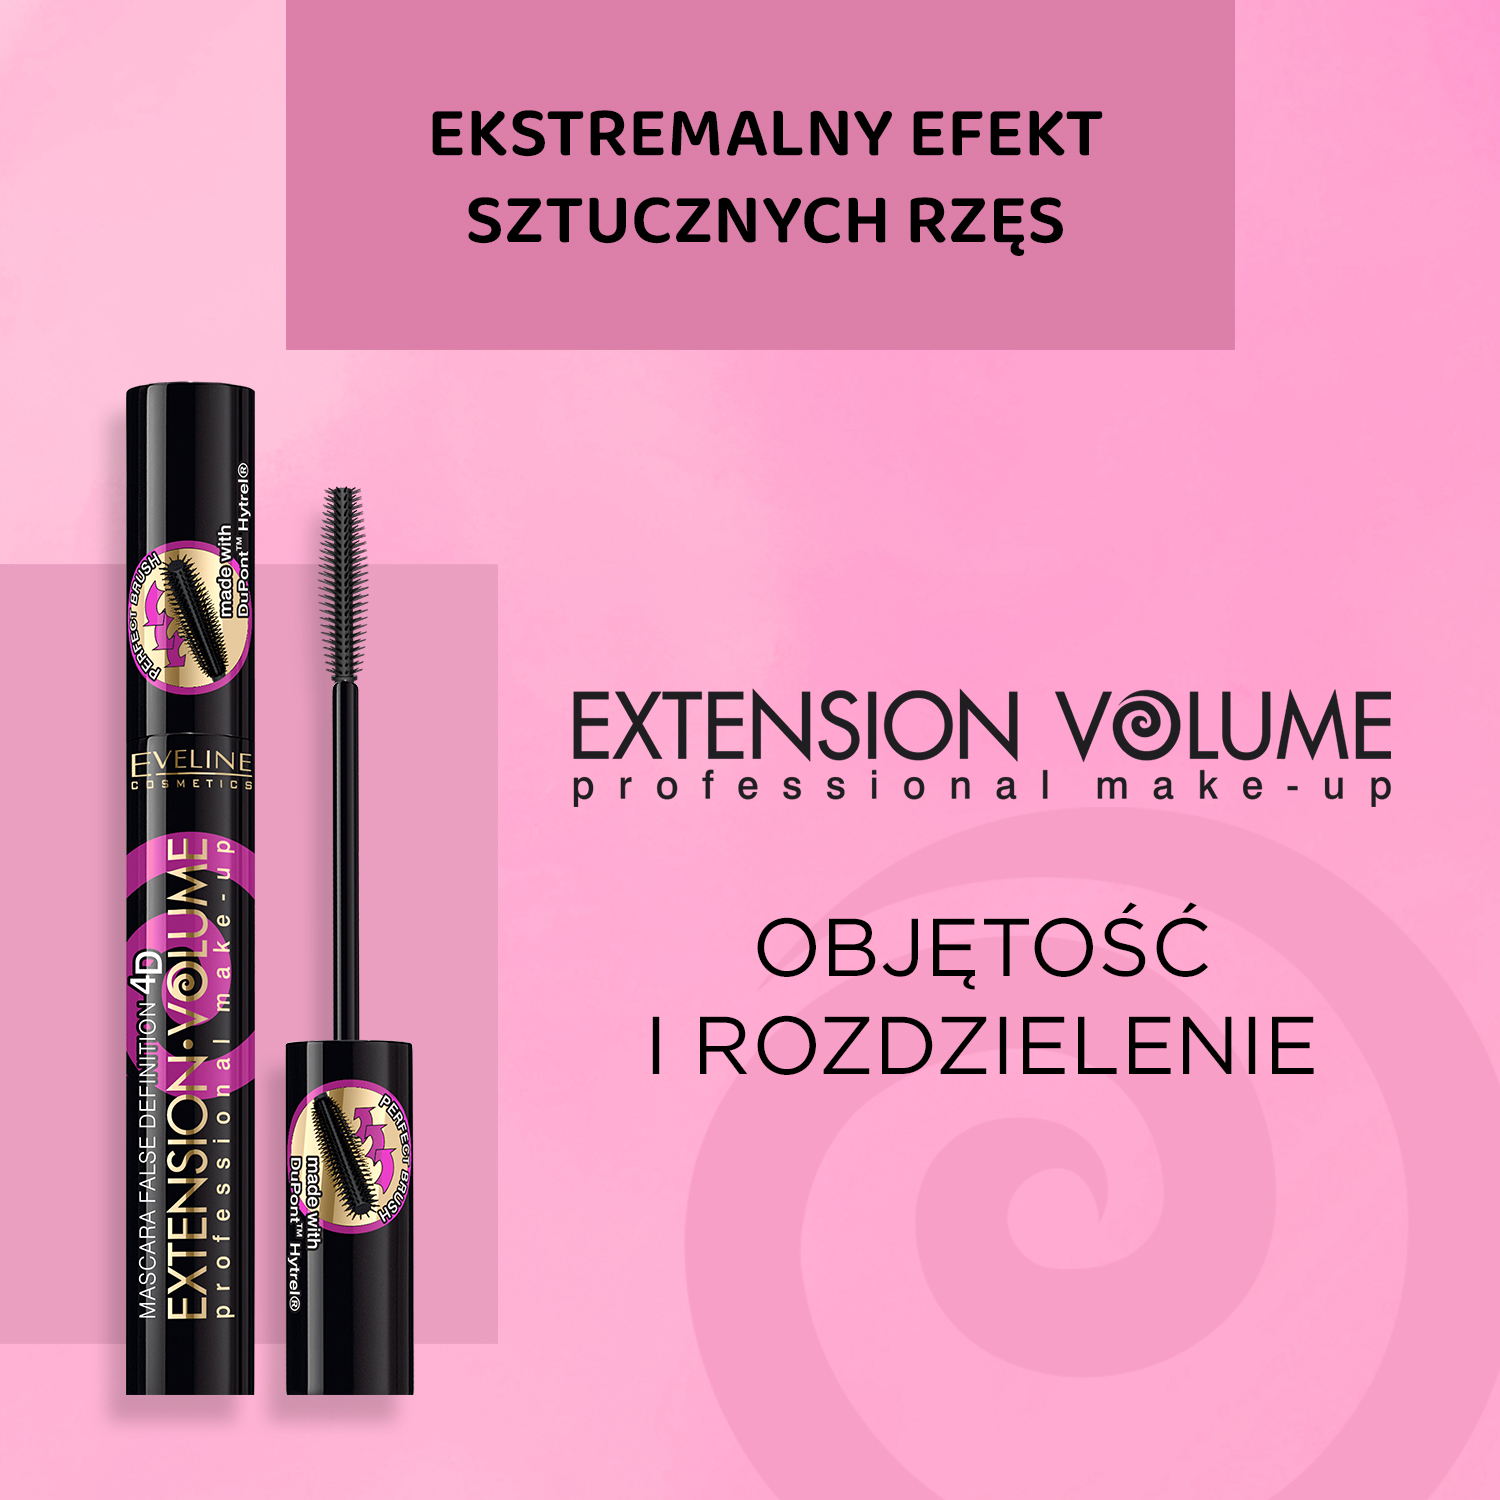 EKSTREMALNY EFEKT
SZTUCZNYCH RZĘS
PERFECT BRUSH
made with
DuPont™ Hytrel®
EVELINE
COSMETICS
MASCARA FALSE DEFINITION 4D
EXTENSION•VOLUME
professional make-up
PERFECT BRUSH
made with
DuPont™ Hytrel®
EXTENSION VOLUME
professional make-up
OBJĘTOŚĆ
I ROZDZIELENIE